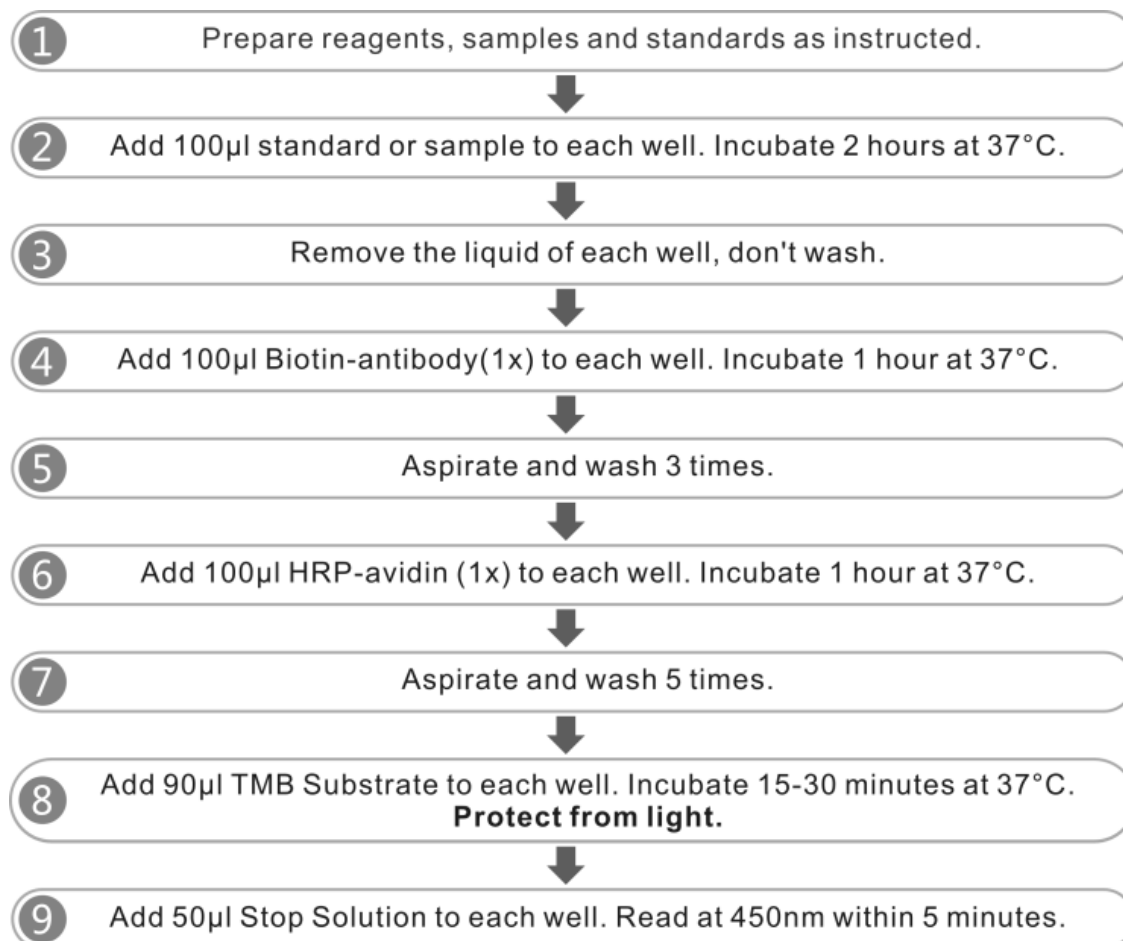 1 Prepare reagents, samples and standards as instructed.
2 Add 100μl standard or sample to each well. Incubate 2 hours at 37°C.
3 Remove the liquid of each well, don't wash.
4 Add 100μl Biotin-antibody(1x) to each well. Incubate 1 hour at 37°C.
5 Aspirate and wash 3 times.
6 Add 100μl HRP-avidin (1x) to each well. Incubate 1 hour at 37°C.
7 Aspirate and wash 5 times.
8 Add 90μl TMB Substrate to each well. Incubate 15-30 minutes at 37°C.
Protect from light.
9 Add 50μl Stop Solution to each well. Read at 450nm within 5 minutes.